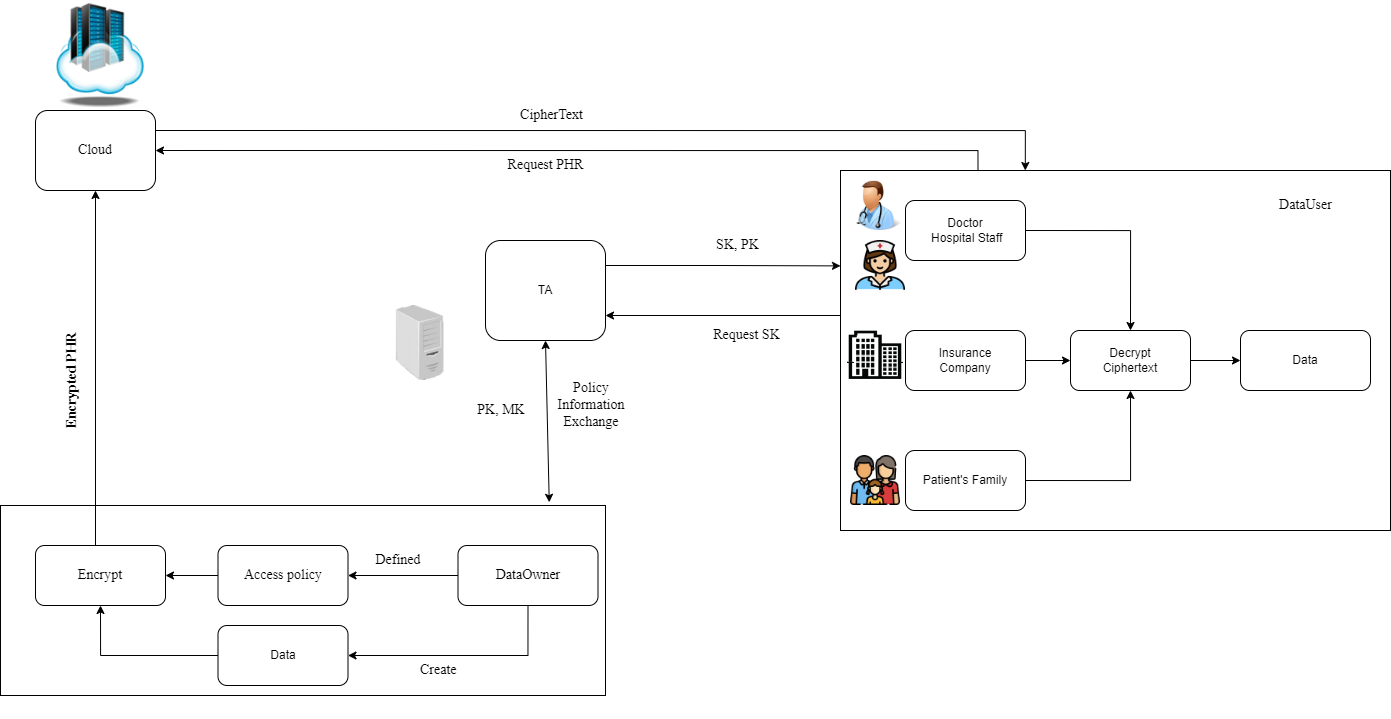 CipherText
Cloud
Request PHR
DataUser
Doctor
Hospital Staff
SK, PK
TA
Request SK
Insurance
Company
Decrypt
Ciphertext
Data
Encrypted PHR
PK, MK
Policy
Information
Exchange
Patient's Family
Encrypt
Access policy
Defined
DataOwner
Data
Create